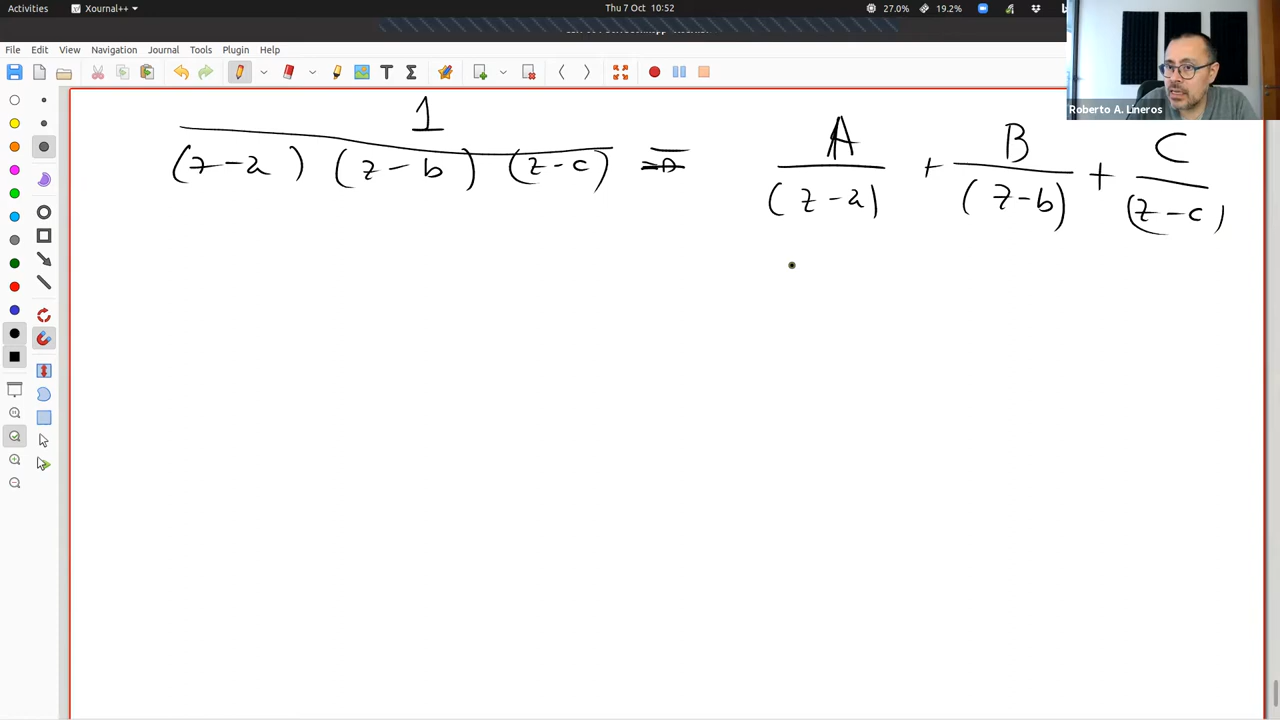 Activities Xournal++ Thu 7 Oct 10:52 27.0% 19.2%
File Edit View Navigation Journal Tools Plugin Help
Roberto A. Lineros
1 / (z-a) (z-b) (z-c) = A / (z-a) + B / (z-b) + C / (z-c)